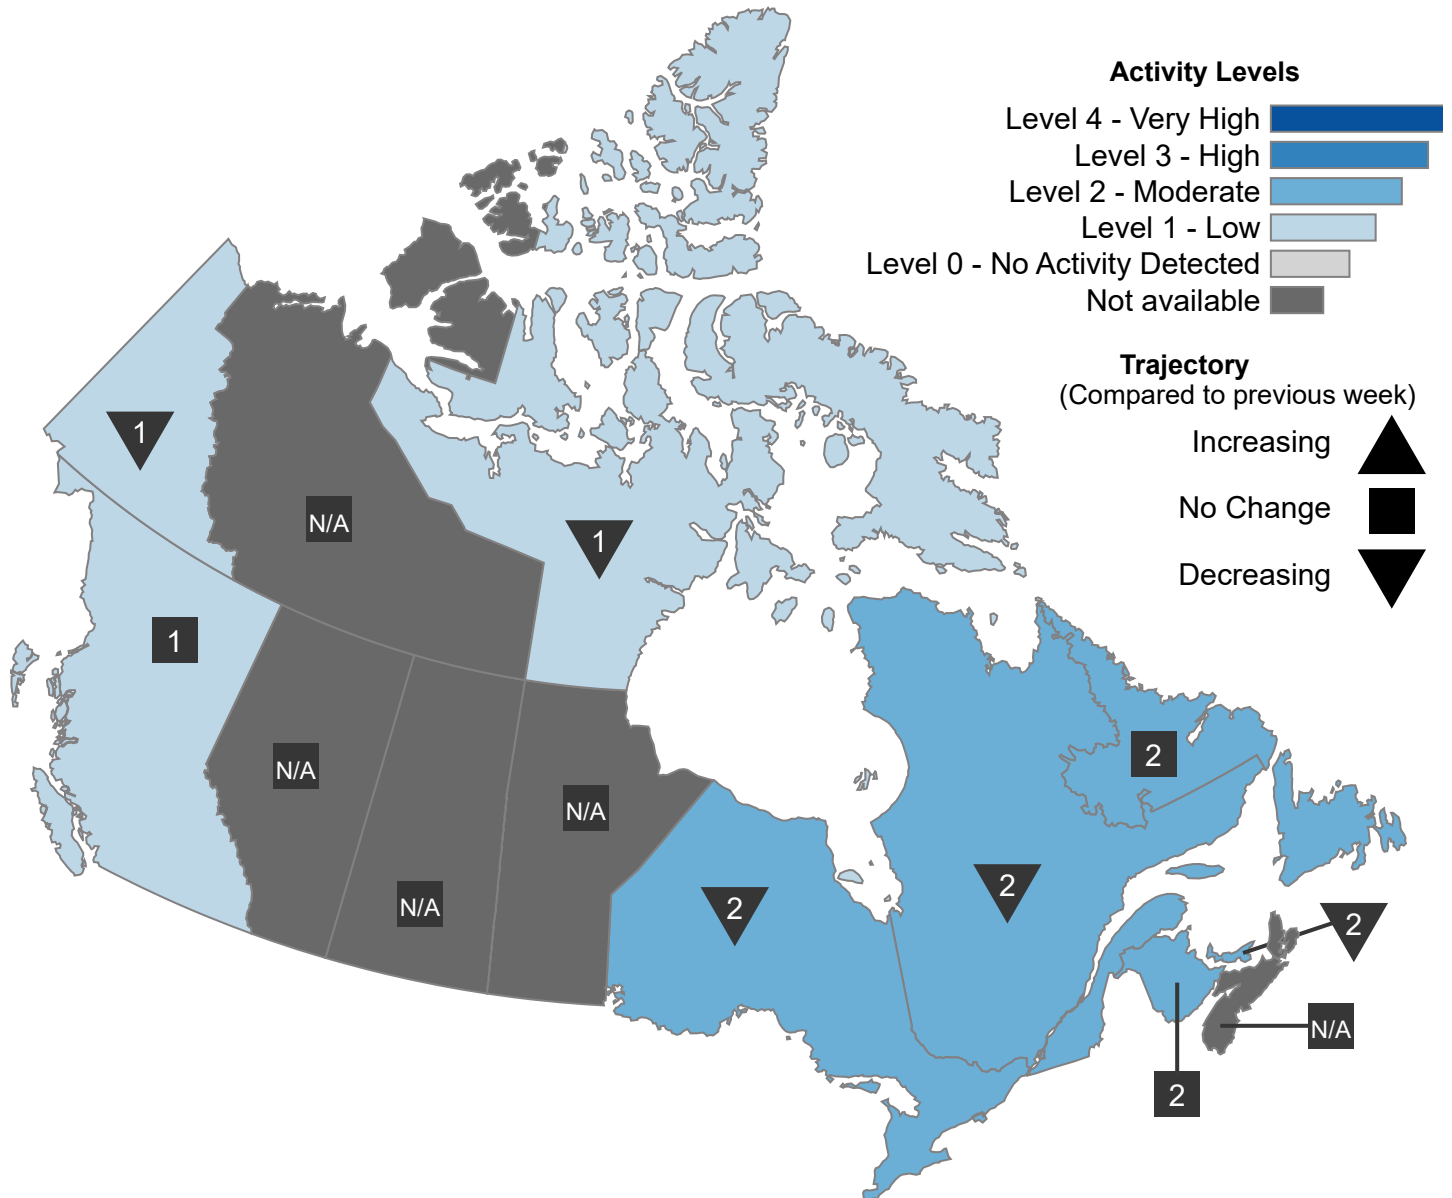 Activity Levels
Level 4 - Very High
Level 3 - High
Level 2 - Moderate
Level 1 - Low
Level 0 - No Activity Detected
Not available
Trajectory
(Compared to previous week)
Increasing
No Change
Decreasing
1
N/A
1
1
N/A
N/A
N/A
2
2
2
2
N/A
2